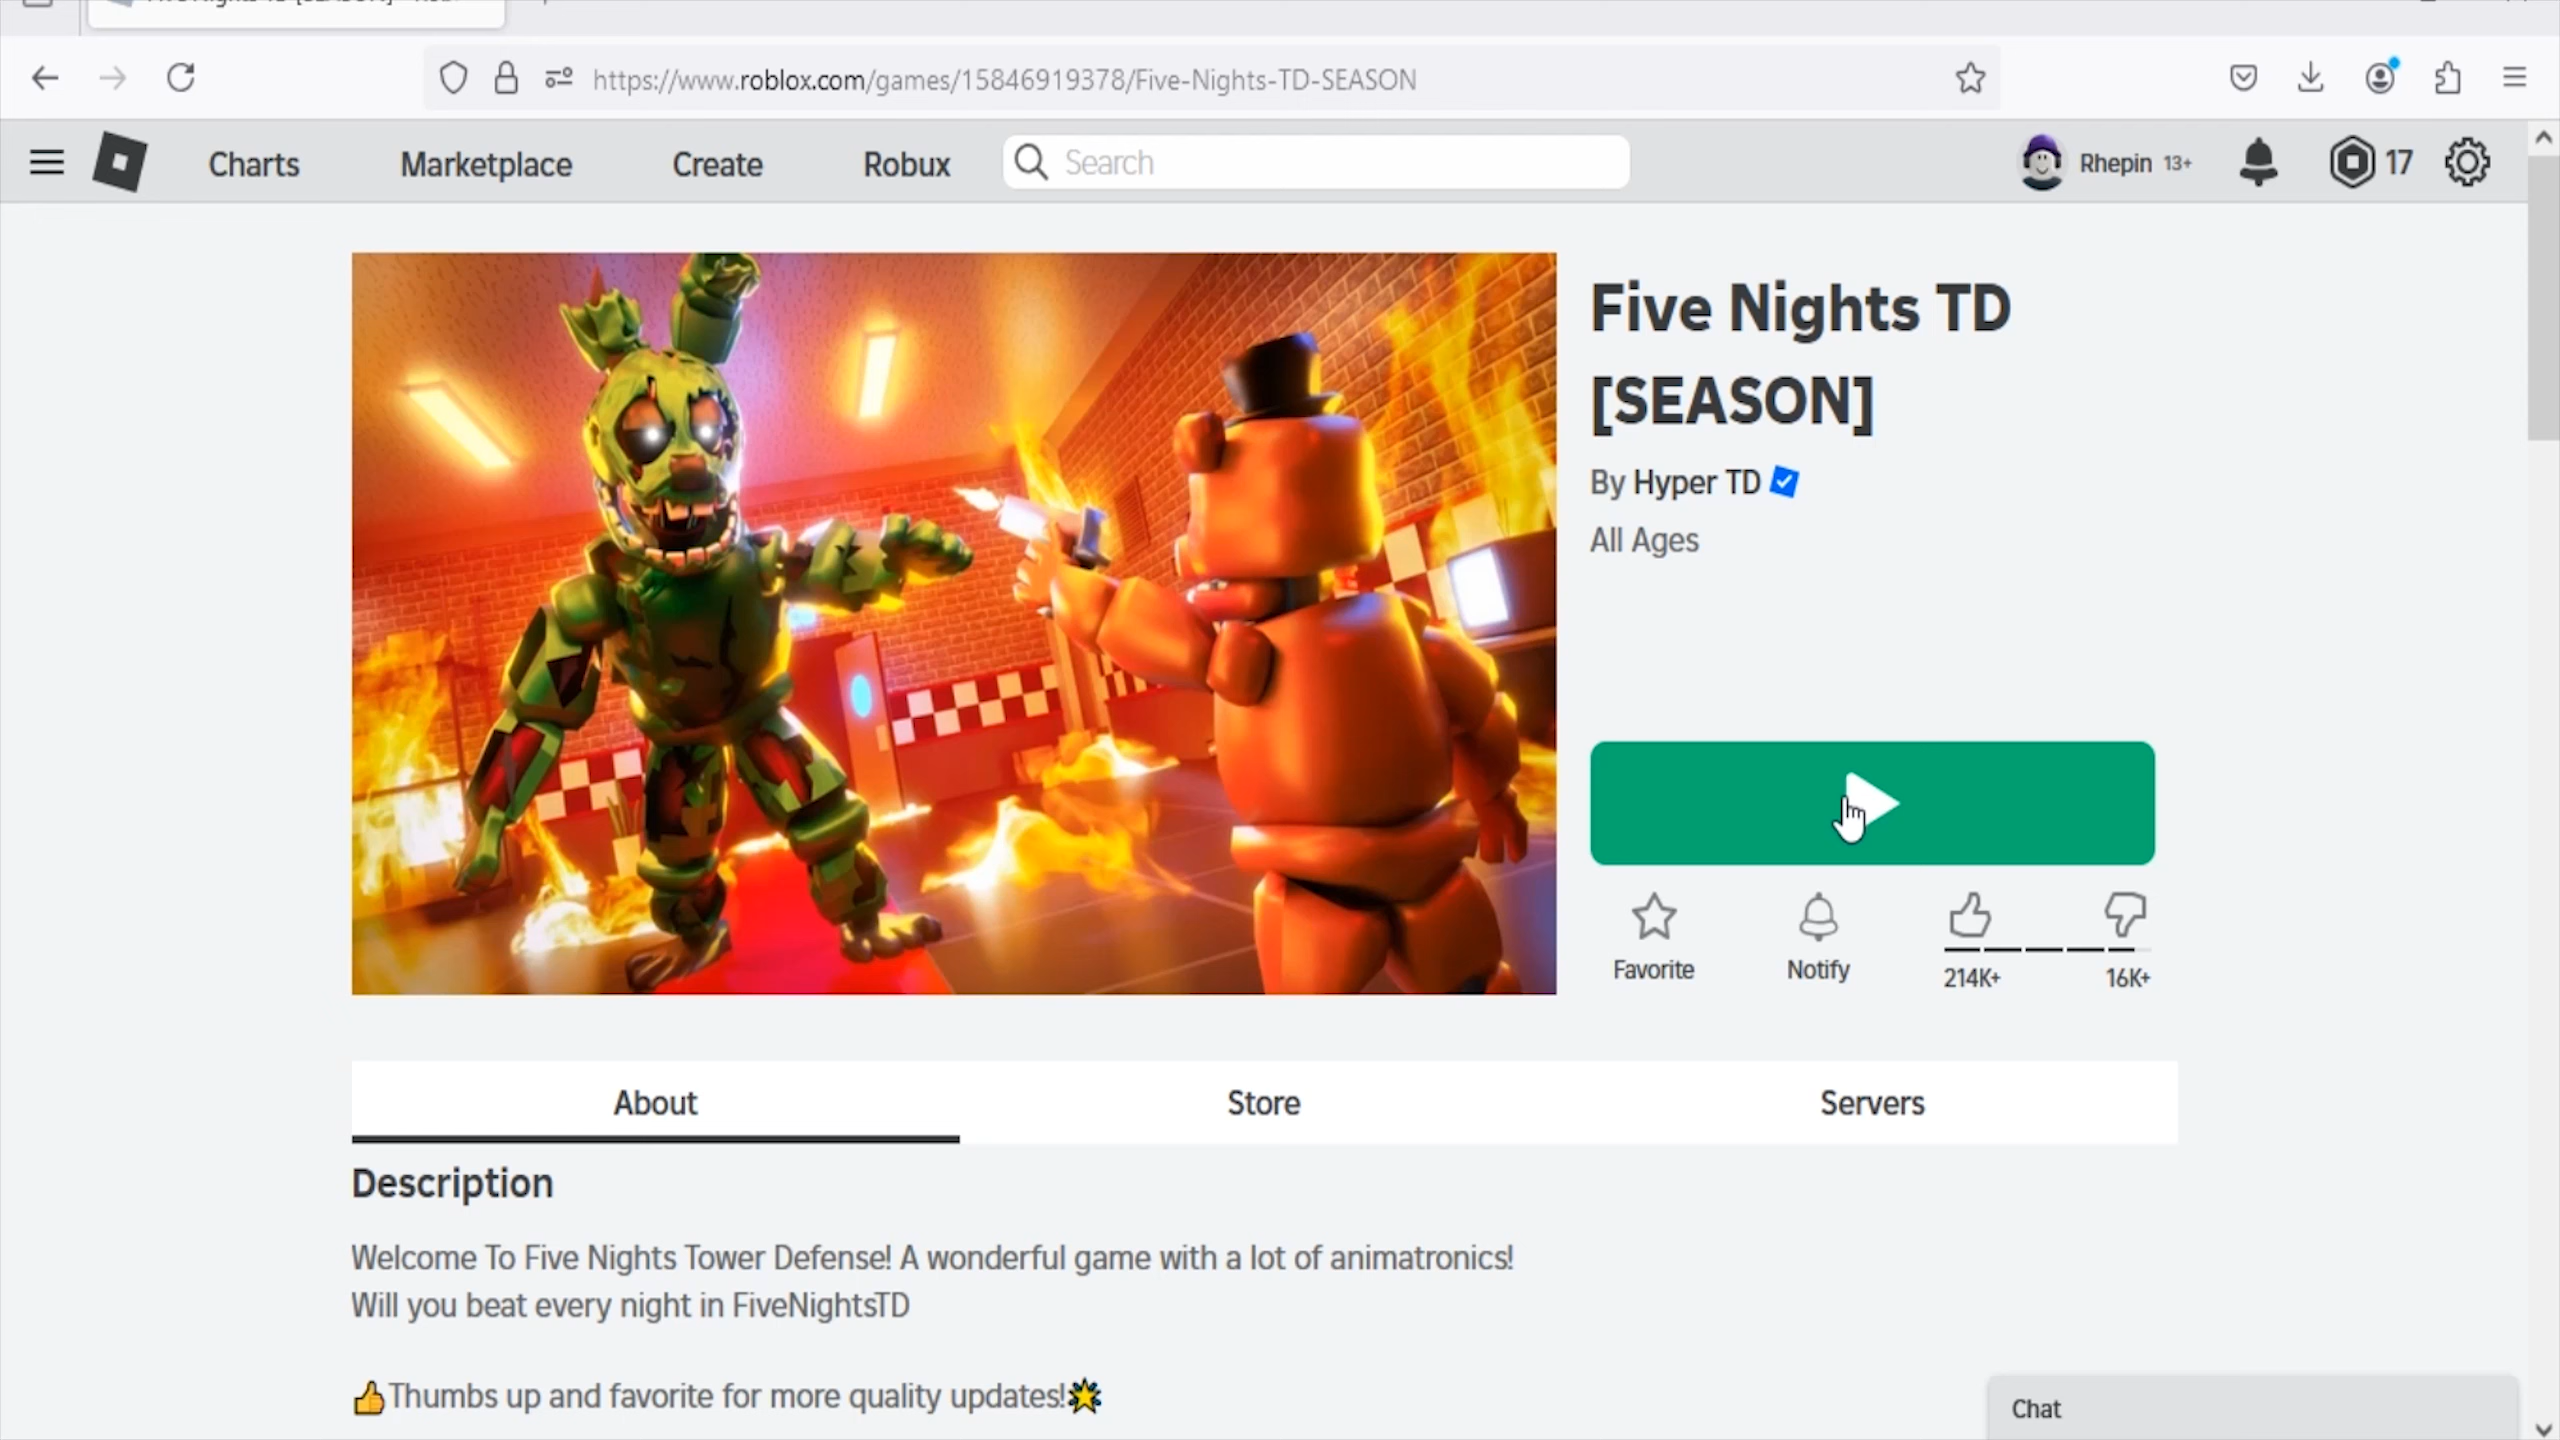 https://www.roblox.com/games/15846919378/Five-Nights-TD-SEASON
Charts
Marketplace
Create
Robux
Search
Rhepin 13+
17
Five Nights TD
[SEASON]
By Hyper TD
All Ages
Favorite
Notify
214K+
16K+
About
Store
Servers
Description
Welcome To Five Nights Tower Defense! A wonderful game with a lot of animatronics!
Will you beat every night in FiveNightsTD
👍Thumbs up and favorite for more quality updates!🌟
Chat